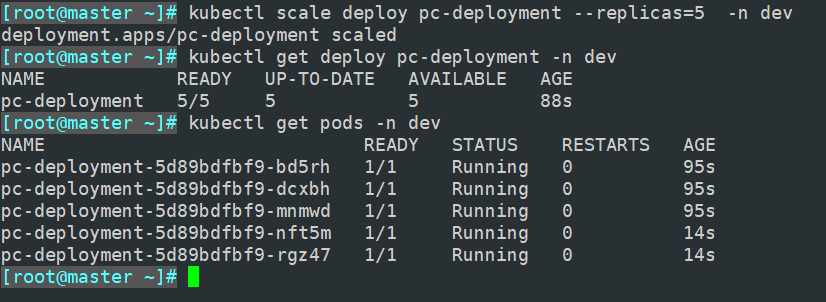 [root@master ~]# kubectl scale deploy pc-deployment --replicas=5  -n dev
deployment.apps/pc-deployment scaled
[root@master ~]# kubectl get deploy pc-deployment -n dev
NAME            READY   UP-TO-DATE   AVAILABLE   AGE
pc-deployment   5/5     5            5           88s
[root@master ~]# kubectl get pods -n dev
NAME                             READY   STATUS    RESTARTS   AGE
pc-deployment-5d89bdfbf9-bd5rh   1/1     Running   0          95s
pc-deployment-5d89bdfbf9-dcxbh   1/1     Running   0          95s
pc-deployment-5d89bdfbf9-mnmwd   1/1     Running   0          95s
pc-deployment-5d89bdfbf9-nft5m   1/1     Running   0          14s
pc-deployment-5d89bdfbf9-rgz47   1/1     Running   0          14s
[root@master ~]#